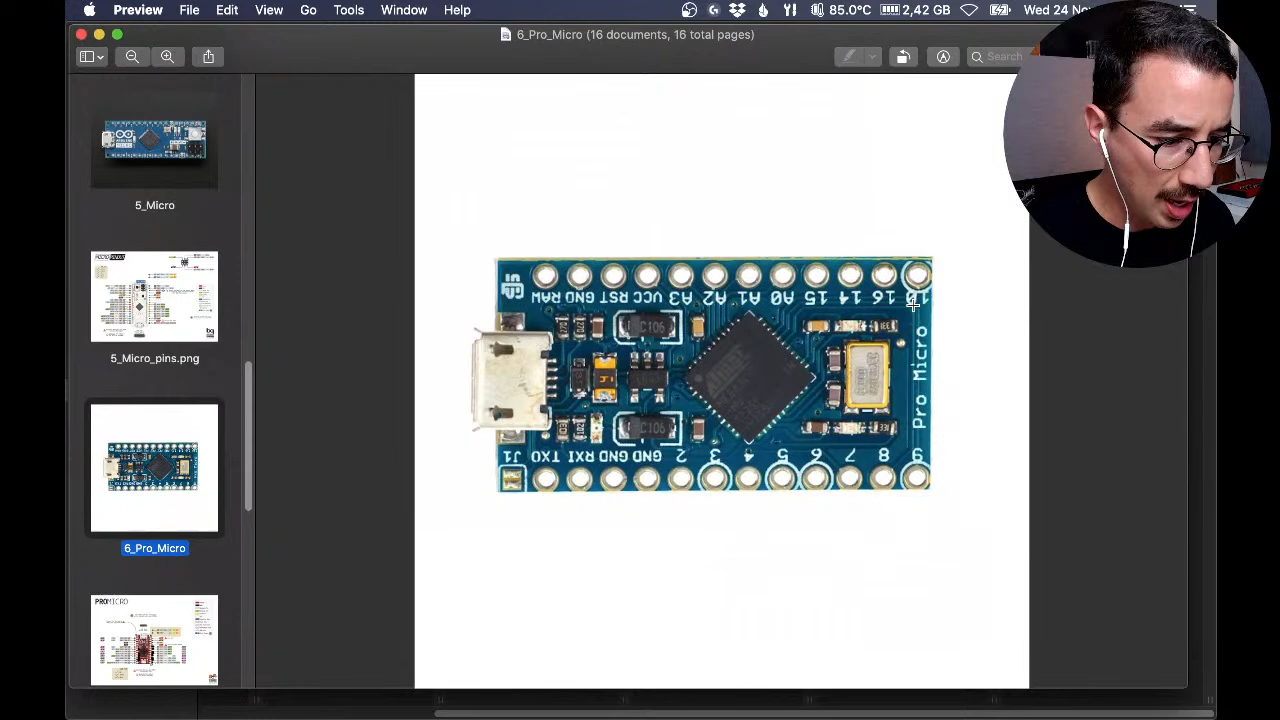 Preview File Edit View Go Tools Window Help 85.0°C 2,42 GB Wed 24 Nov
6_Pro_Micro (16 documents, 16 total pages)
Search
5_Micro
5_Micro_pins.png
6_Pro_Micro
PROMICRO
RAW GND RST VCC A3 A2 A1 A0 15 14 16
C106
Pro Micro
C106
J1 TXO RXI GND GND 2 3 4 5 6 7 8 9